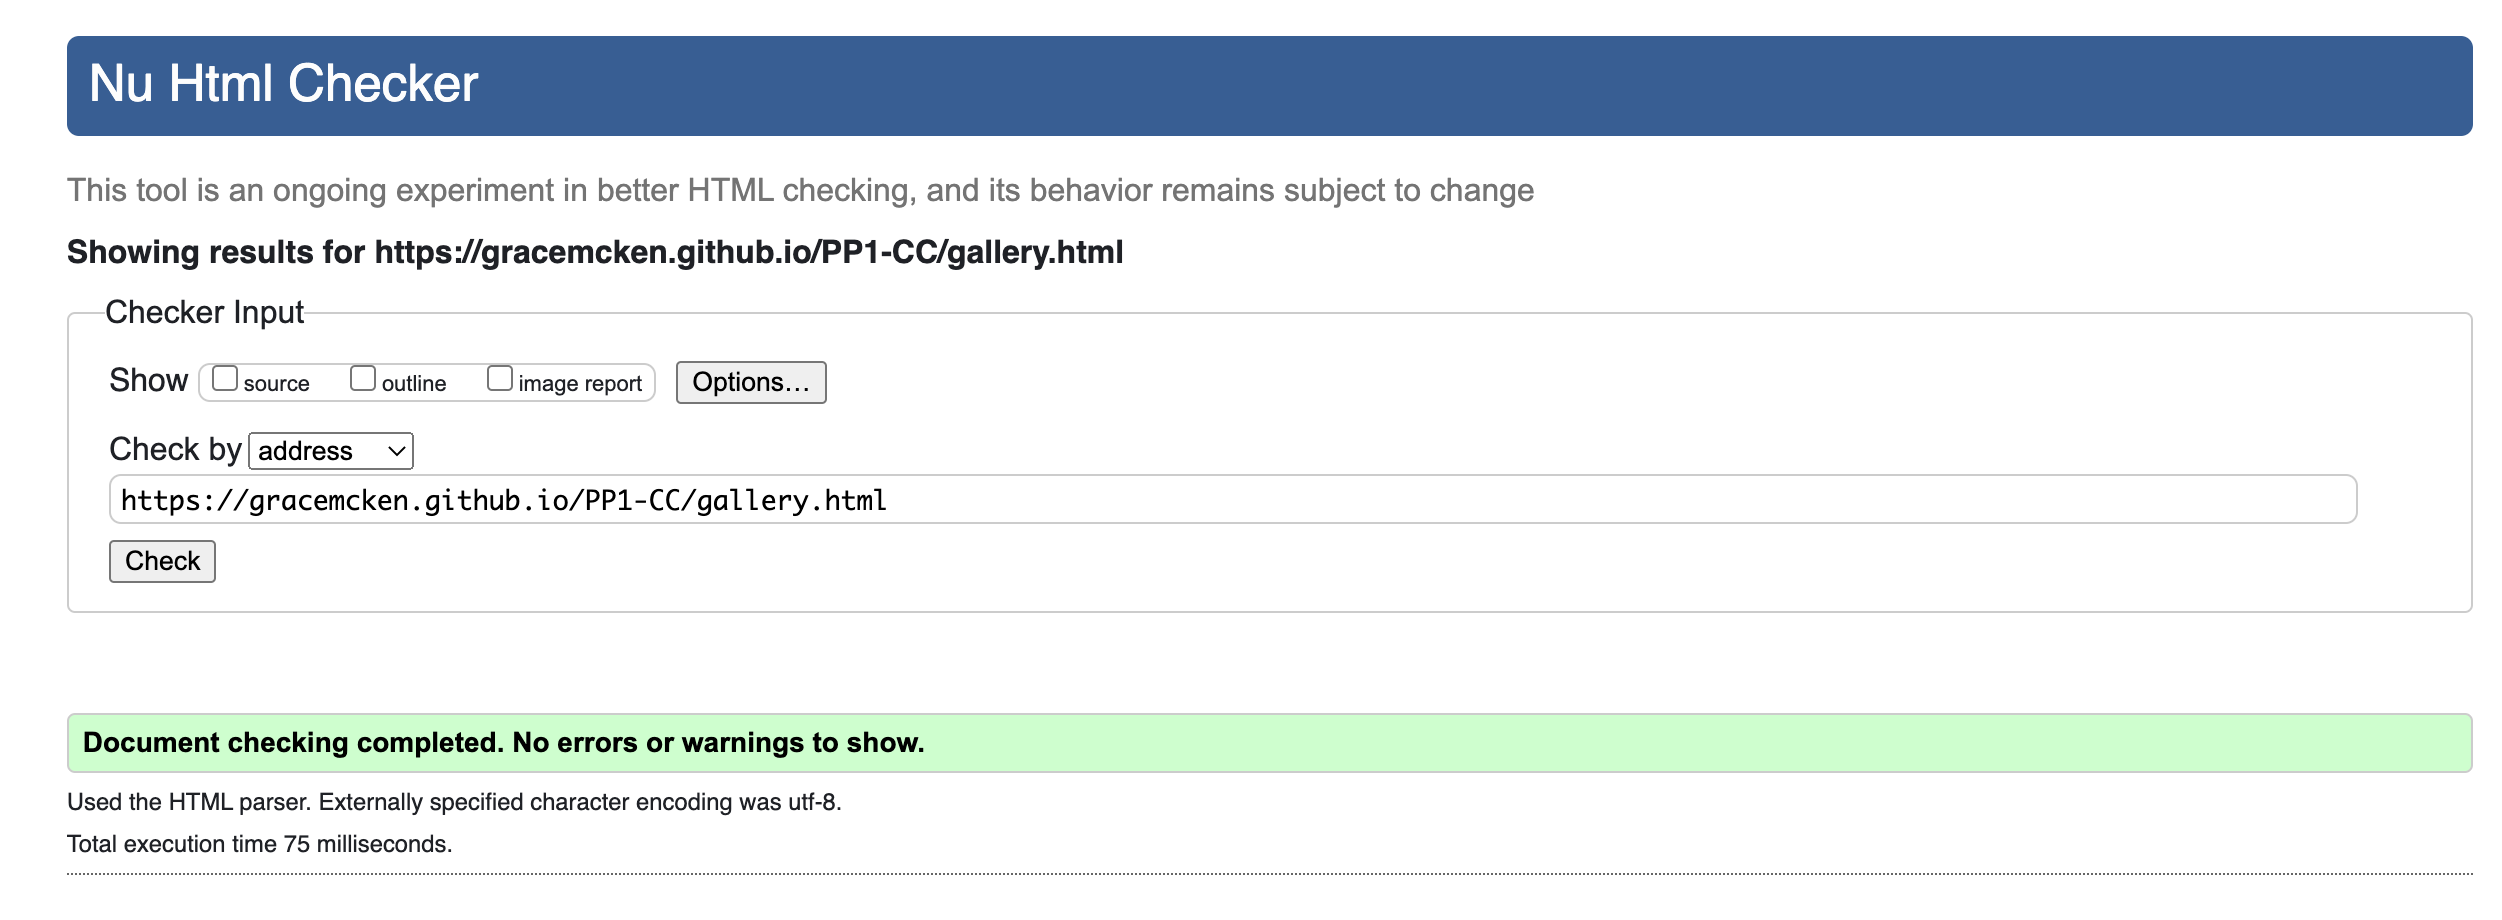 Nu Html Checker
This tool is an ongoing experiment in better HTML checking, and its behavior remains subject to change
Showing results for https://gracemcken.github.io/PP1-CC/gallery.html
Checker Input
Show source outline image report Options...
Check by address
https://gracemcken.github.io/PP1-CC/gallery.html
Check
Document checking completed. No errors or warnings to show.
Used the HTML parser. Externally specified character encoding was utf-8.
Total execution time 75 milliseconds.